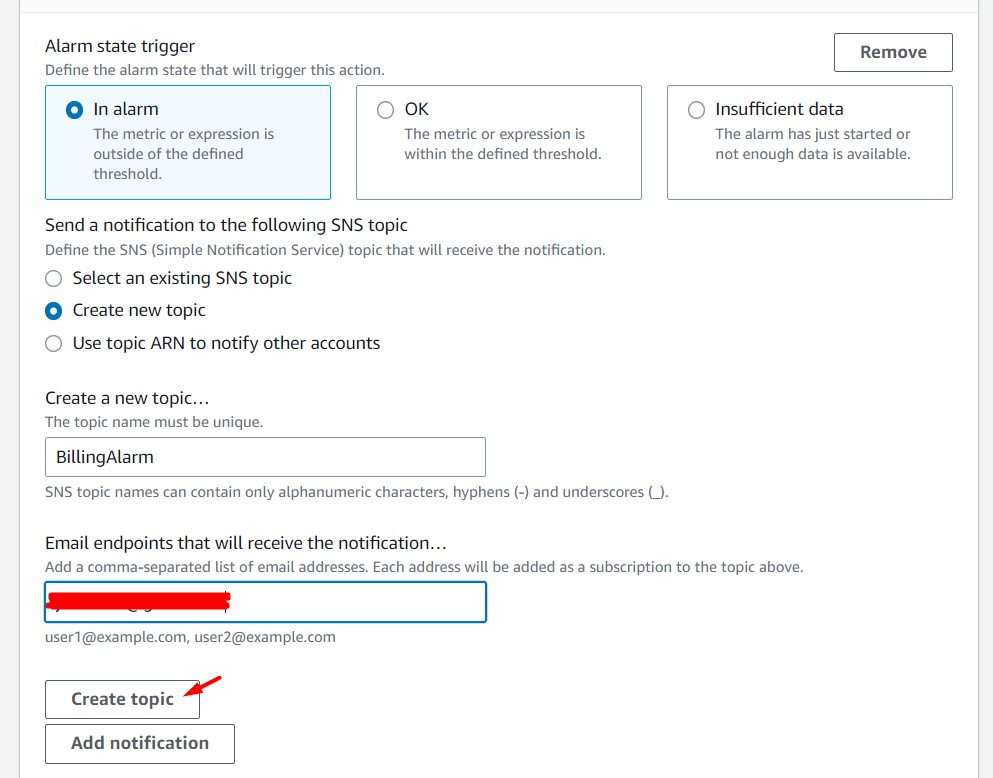 Alarm state trigger
Remove
Define the alarm state that will trigger this action.
In alarm
The metric or expression is
outside of the defined
threshold.
OK
The metric or expression is
within the defined threshold.
Insufficient data
The alarm has just started or
not enough data is available.
Send a notification to the following SNS topic
Define the SNS (Simple Notification Service) topic that will receive the notification.
Select an existing SNS topic
Create new topic
Use topic ARN to notify other accounts
Create a new topic…
The topic name must be unique.
BillingAlarm
SNS topic names can contain only alphanumeric characters, hyphens (-) and underscores (_).
Email endpoints that will receive the notification…
Add a comma-separated list of email addresses. Each address will be added as a subscription to the topic above.
user1@example.com, user2@example.com
Create topic
Add notification